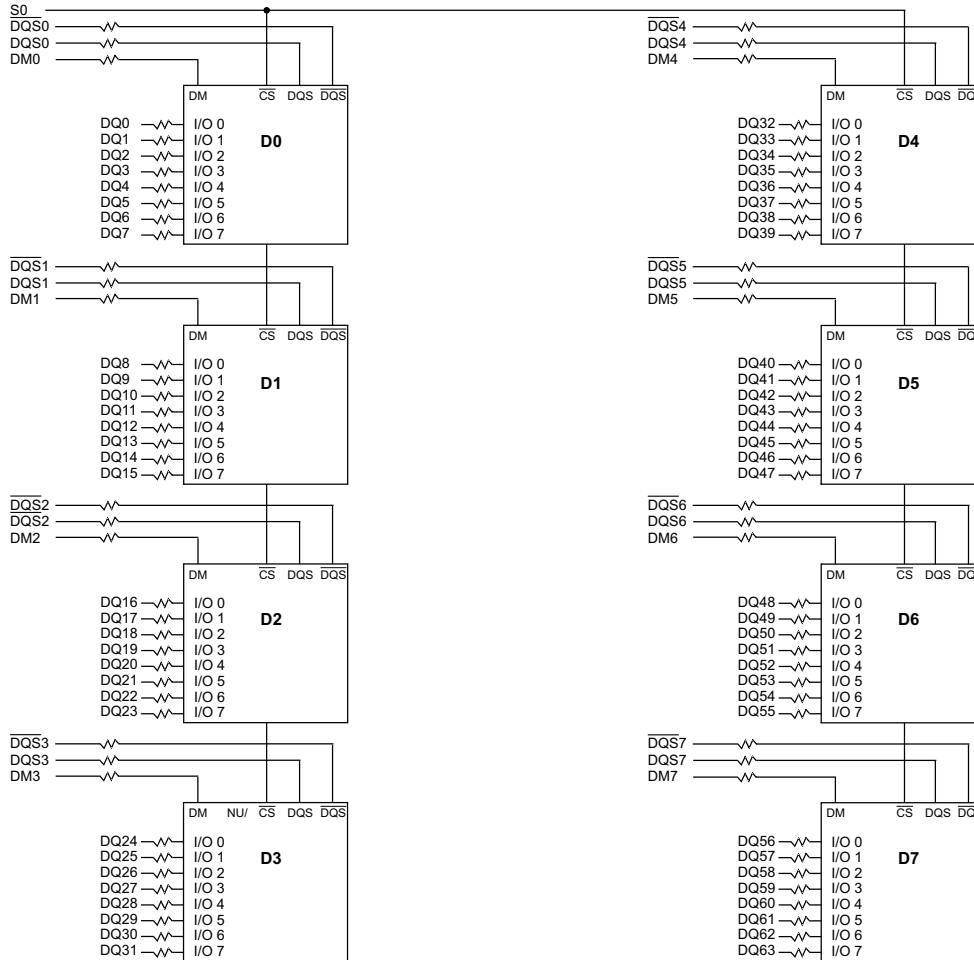 S0
DQS0
DQS0
DM0
DM CS DQS DQS
DQ0 I/O 0
DQ1 I/O 1
DQ2 I/O 2
DQ3 I/O 3
DQ4 I/O 4
DQ5 I/O 5
DQ6 I/O 6
DQ7 I/O 7
D0
DQS1
DQS1
DM1
DM CS DQS DQS
DQ8 I/O 0
DQ9 I/O 1
DQ10 I/O 2
DQ11 I/O 3
DQ12 I/O 4
DQ13 I/O 5
DQ14 I/O 6
DQ15 I/O 7
D1
DQS2
DQS2
DM2
DM CS DQS DQS
DQ16 I/O 0
DQ17 I/O 1
DQ18 I/O 2
DQ19 I/O 3
DQ20 I/O 4
DQ21 I/O 5
DQ22 I/O 6
DQ23 I/O 7
D2
DQS3
DQS3
DM3
DM NU/ CS DQS DQS
DQ24 I/O 0
DQ25 I/O 1
DQ26 I/O 2
DQ27 I/O 3
DQ28 I/O 4
DQ29 I/O 5
DQ30 I/O 6
DQ31 I/O 7
D3
DQS4
DQS4
DM4
DM CS DQS DQ
DQ32 I/O 0
DQ33 I/O 1
DQ34 I/O 2
DQ35 I/O 3
DQ36 I/O 4
DQ37 I/O 5
DQ38 I/O 6
DQ39 I/O 7
D4
DQS5
DQS5
DM5
DM CS DQS DQ
DQ40 I/O 0
DQ41 I/O 1
DQ42 I/O 2
DQ43 I/O 3
DQ44 I/O 4
DQ45 I/O 5
DQ46 I/O 6
DQ47 I/O 7
D5
DQS6
DQS6
DM6
DM CS DQS DQ
DQ48 I/O 0
DQ49 I/O 1
DQ50 I/O 2
DQ51 I/O 3
DQ52 I/O 4
DQ53 I/O 5
DQ54 I/O 6
DQ55 I/O 7
D6
DQS7
DQS7
DM7
DM CS DQS DQ
DQ56 I/O 0
DQ57 I/O 1
DQ58 I/O 2
DQ59 I/O 3
DQ60 I/O 4
DQ61 I/O 5
DQ62 I/O 6
DQ63 I/O 7
D7